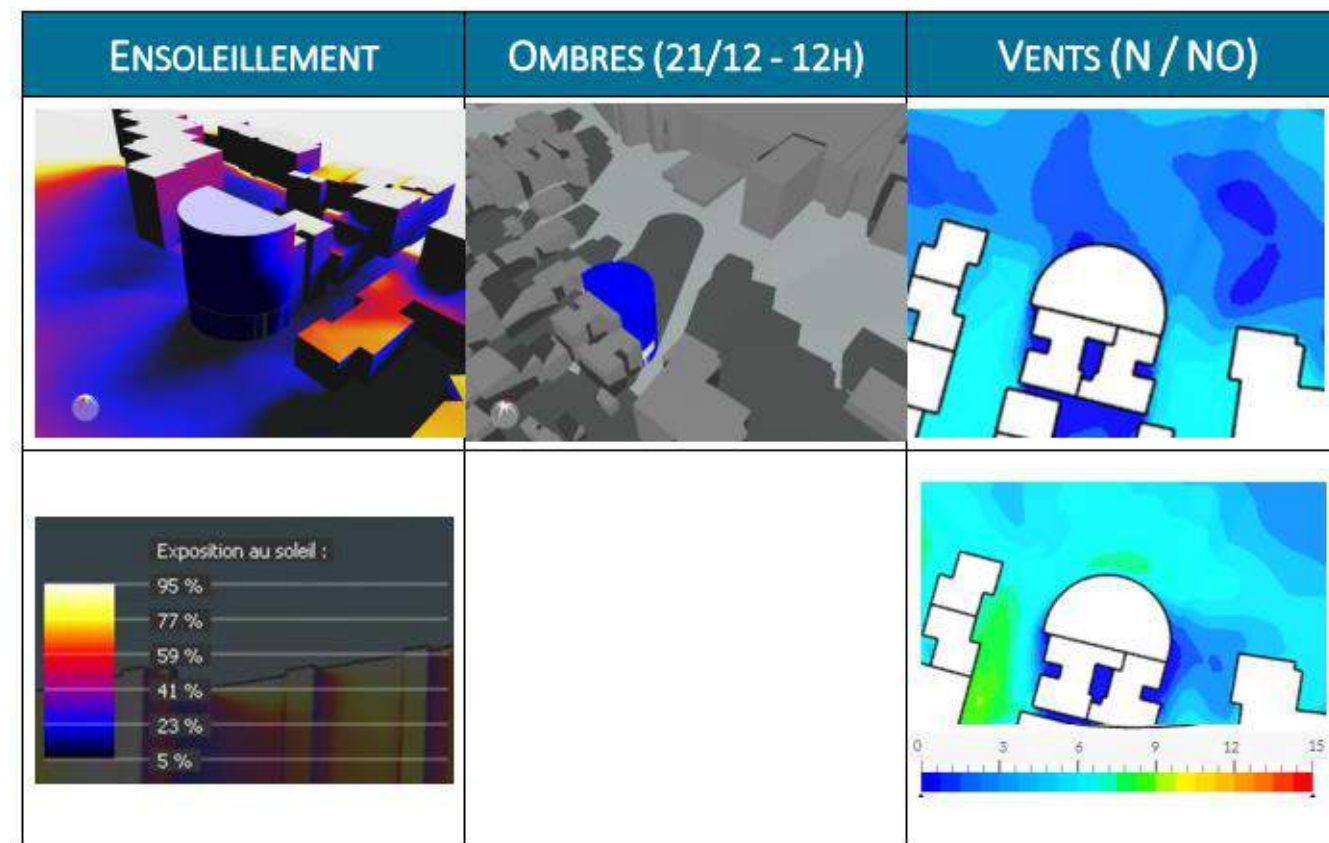 ENSOLEILLEMENT
OMBRES (21/12 - 12H)
VENTS (N / NO)
Exposition au soleil :
95 %
77 %
59 %
41 %
23 %
5 %
0 3 6 9 12 15